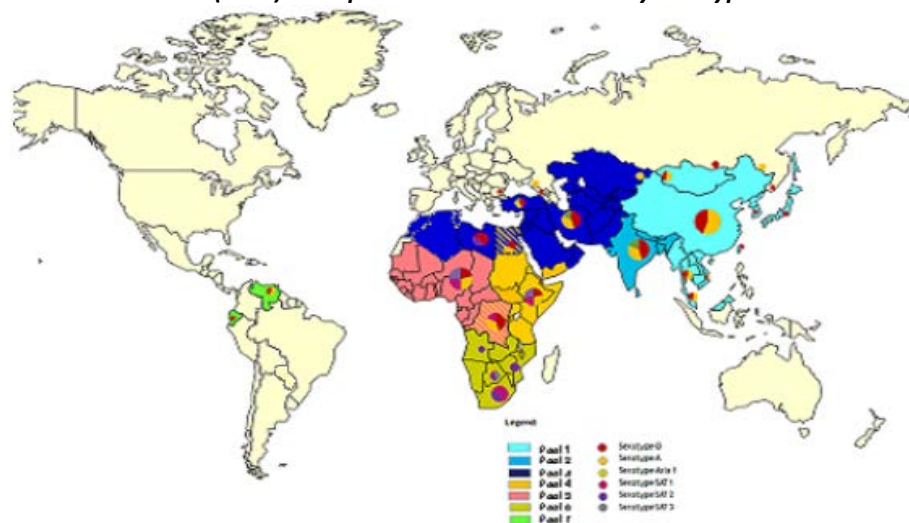 Legend
Pool 1
Pool 2
Pool 3
Pool 4
Pool 5
Pool 6
Pool 7
Serotype O
Serotype A
Serotype Asia 1
Serotype SAT 1
Serotype SAT 2
Serotype SAT 3